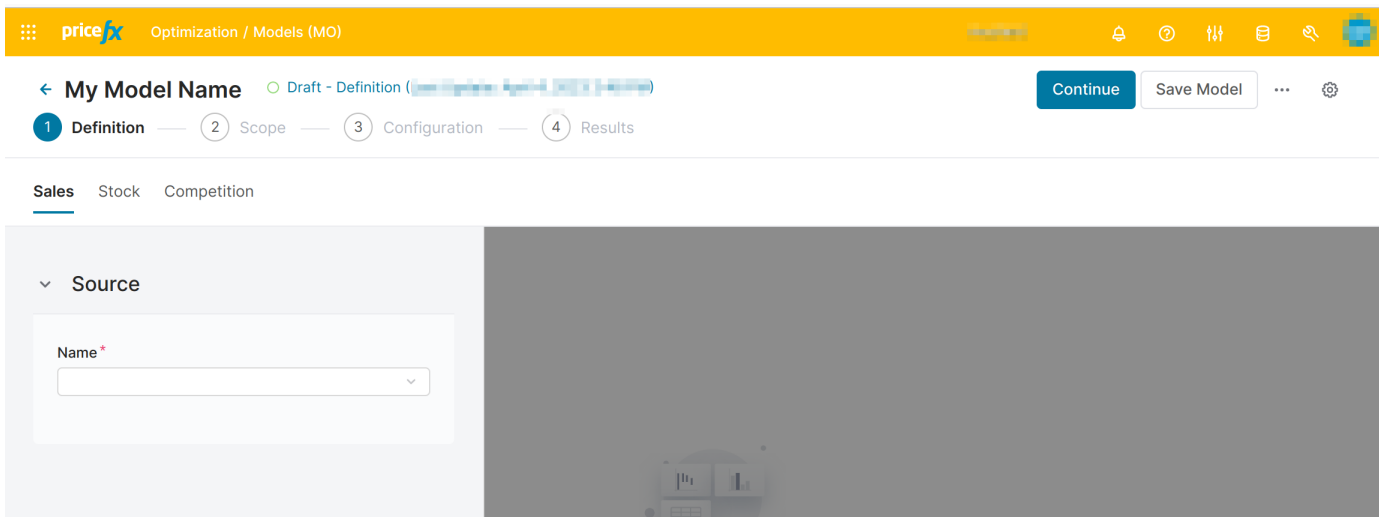 pricefx Optimization / Models (MO)
My Model Name Draft - Definition ( ) Continue Save Model ...
1 Definition 2 Scope 3 Configuration 4 Results
Sales Stock Competition
Source
Name *